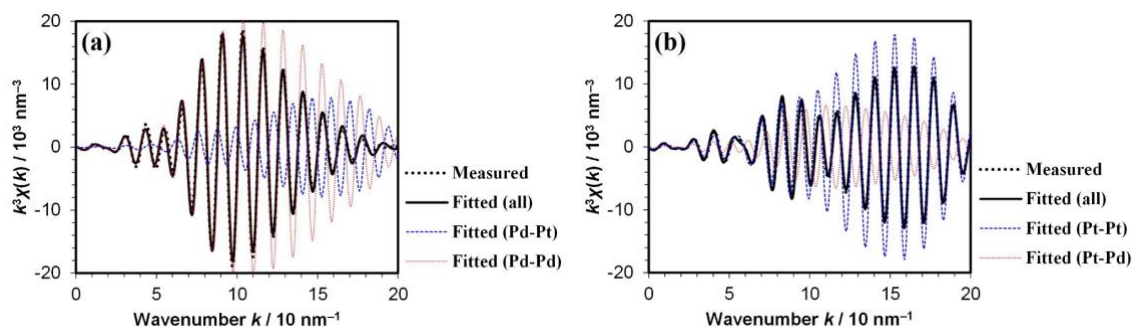 20
(a)
10
0
-10
-20
0
5
10
15
20
k³χ(k) / 10³ nm⁻³
Wavenumber k / 10 nm⁻¹
Measured
Fitted (all)
Fitted (Pd-Pt)
Fitted (Pd-Pd)
20
(b)
10
0
-10
-20
0
5
10
15
20
k³χ(k) / 10³ nm⁻³
Wavenumber k / 10 nm⁻¹
Measured
Fitted (all)
Fitted (Pt-Pt)
Fitted (Pt-Pd)